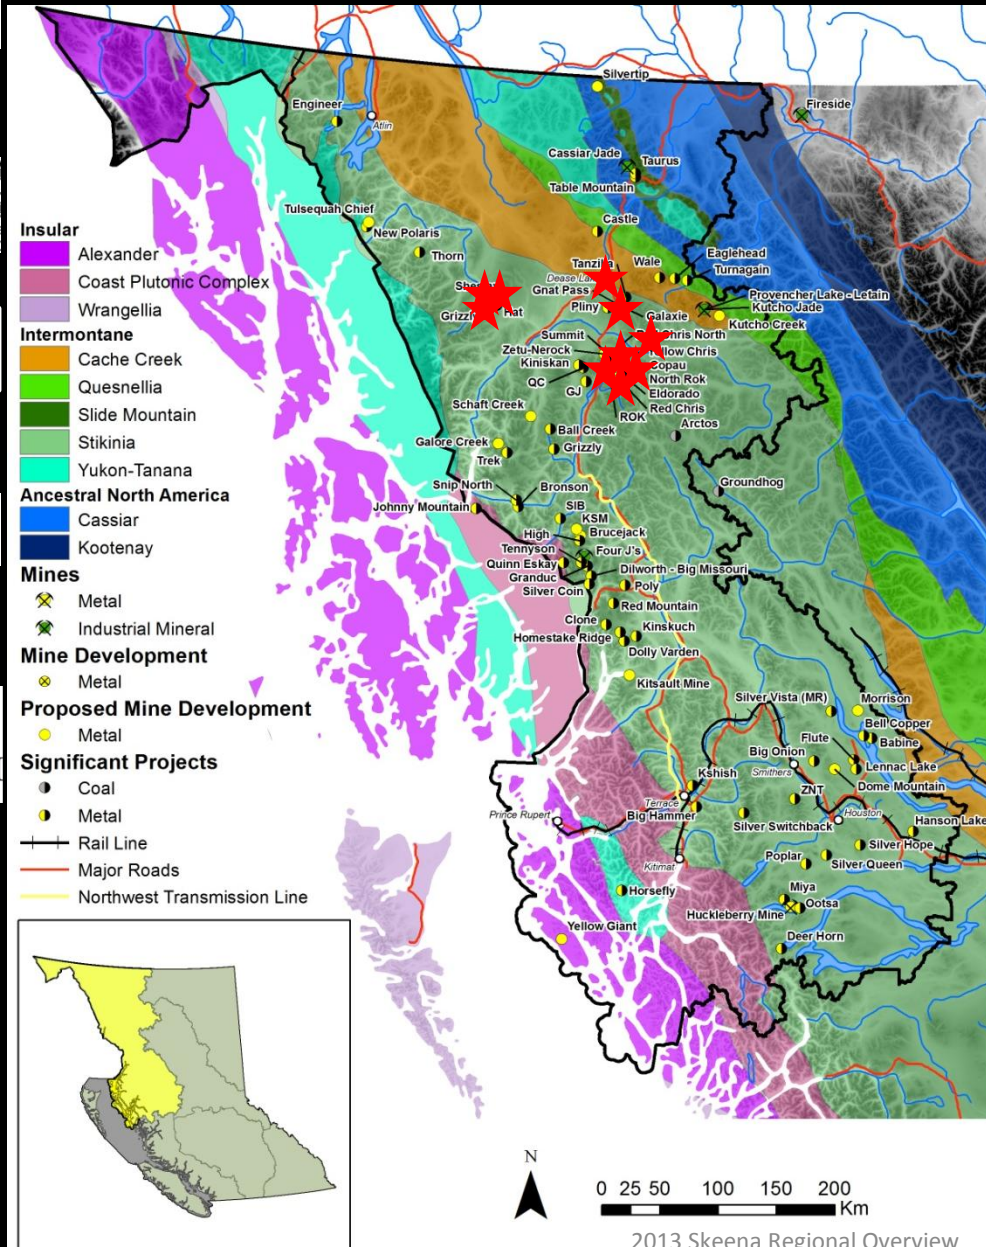 Silvertip
Fireside
Engineer
Atlin
Cassiar Jade
Taurus
Table Mountain
Castle
Tulsequah Chief
New Polaris
Thorn
Eaglehead
Turnagain
Wale
Dease
Gnat Pass
Pliny
Galaxie
Provencher Lake - Letain
Kutcho Jade
Kutcho Creek
Hat
Summit
Zetu-Nerock
Kiniskan
QC
GJ
Chris North
Chris
North Rok
Eldorado
Red Chris
ROK
Arctos
Schaft Creek
Ball Creek
Galore Creek
Grizzly
Trek
Groundhog
Snip North
Bronson
Johnny Mountain
SIB
KSM
High
Brucejack
Tennyson
Four J's
Quinn Eskay
Granduc
Dilworth - Big Missouri
Silver Coin
Poly
Red Mountain
Clone
Kinskuch
Homestake Ridge
Dolly Varden
Kitsault Mine
Silver Vista (MR)
Morrison
Bell Copper
Babine
Flute
Big Onion
Lennac Lake
Smithers
Dome Mountain
Kshish
Terrace
ZNT
Prince Rupert
Big Hammer
Silver Switchback
Houston
Hanson Lake
Silver Hope
Poplar
Silver Queen
Kitimat
Horsefly
Miya
Ootsa
Huckleberry Mine
Deer Horn
Yellow Giant
Insular
Alexander
Coast Plutonic Complex
Wrangellia
Intermontane
Cache Creek
Quesnellia
Slide Mountain
Stikinia
Yukon-Tanana
Ancestral North America
Cassiar
Kootenay
Mines
Metal
Industrial Mineral
Mine Development
Metal
Proposed Mine Development
Metal
Significant Projects
Coal
Metal
Rail Line
Major Roads
Northwest Transmission Line
N
0 25 50 100 150 200
Km
2013 Skeena Regional Overview